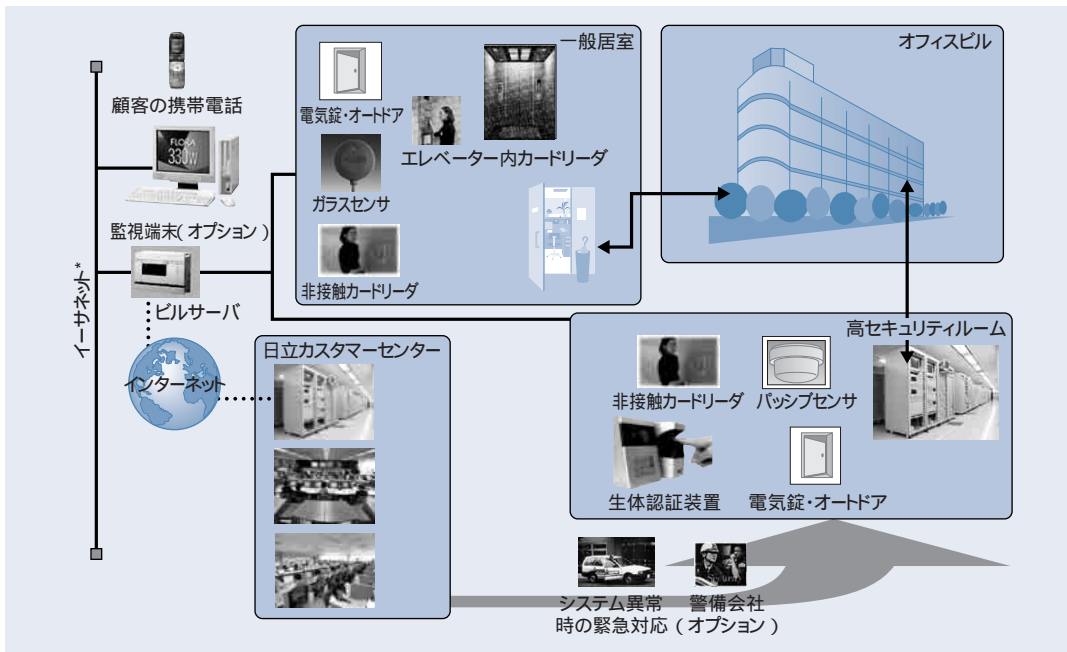 顧客の携帯電話
FLORA
330W
監視端末(オプション)
ビルサーバ
イーサネット*
インターネット
一般居室
電気錠・オートドア
エレベーター内カードリーダ
ガラスセンサ
非接触カードリーダ
オフィスビル
日立カスタマーセンター
高セキュリティルーム
非接触カードリーダ
パッシブセンサ
生体認証装置
電気錠・オートドア
システム異常
時の緊急対応
警備会社
(オプション)